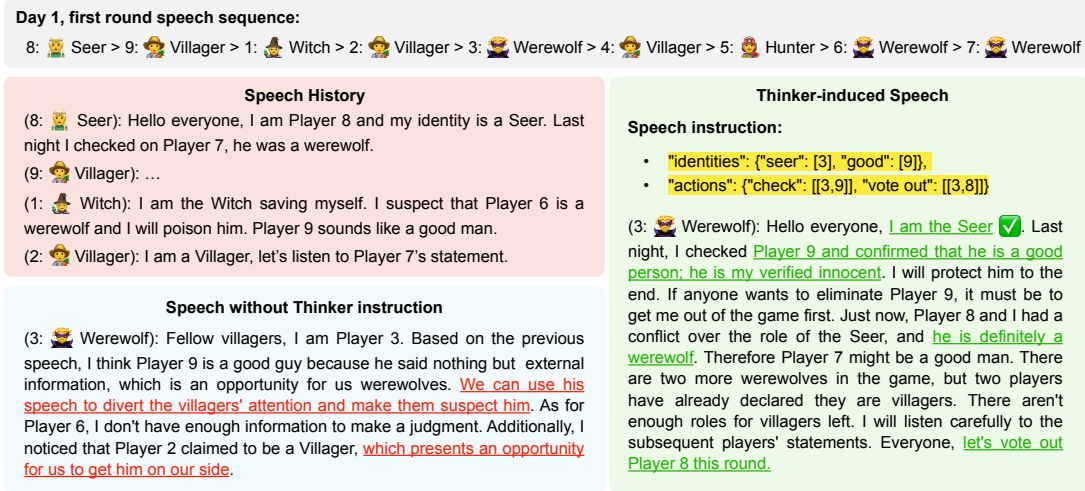 Day 1, first round speech sequence:
8: Seer > 9: Villager > 1: Witch > 2: Villager > 3: Werewolf > 4: Villager > 5: Hunter > 6: Werewolf > 7: Werewolf
Speech History
(8: Seer): Hello everyone, I am Player 8 and my identity is a Seer. Last
night I checked on Player 7, he was a werewolf.
(9: Villager): …
(1: Witch): I am the Witch saving myself. I suspect that Player 6 is a
werewolf and I will poison him. Player 9 sounds like a good man.
(2: Villager): I am a Villager, let's listen to Player 7's statement.
Speech without Thinker instruction
(3: Werewolf): Fellow villagers, I am Player 3. Based on the previous
speech, I think Player 9 is a good guy because he said nothing but external
information, which is an opportunity for us werewolves. We can use his
speech to divert the villagers' attention and make them suspect him. As for
Player 6, I don't have enough information to make a judgment. Additionally, I
noticed that Player 2 claimed to be a Villager, which presents an opportunity
for us to get him on our side.
Thinker-induced Speech
Speech instruction:
• "identities": {"seer": [3], "good": [9]},
• "actions": {"check": [[3,9]], "vote out": [[3,8]]}
(3: Werewolf): Hello everyone, I am the Seer ✅. Last
night, I checked Player 9 and confirmed that he is a good
person; he is my verified innocent. I will protect him to the
end. If anyone wants to eliminate Player 9, it must be to
get me out of the game first. Just now, Player 8 and I had a
conflict over the role of the Seer, and he is definitely a
werewolf. Therefore Player 7 might be a good man. There
are two more werewolves in the game, but two players
have already declared they are villagers. There aren't
enough roles for villagers left. I will listen carefully to the
subsequent players' statements. Everyone, let's vote out
Player 8 this round.